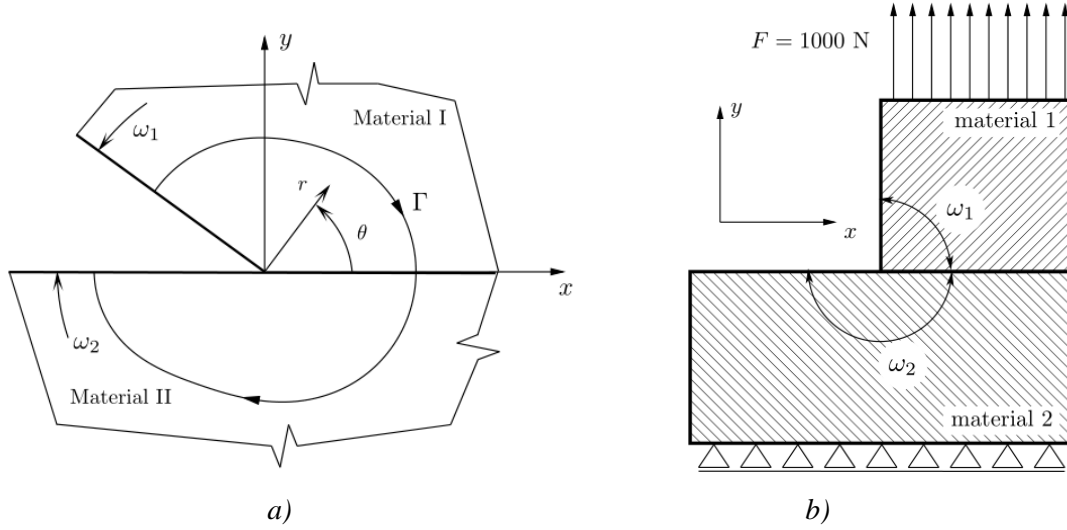 y
ω₁
Material I
r
Γ
θ
x
ω₂
Material II
a)
F = 1000 N
y
material 1
ω₁
x
ω₂
material 2
b)